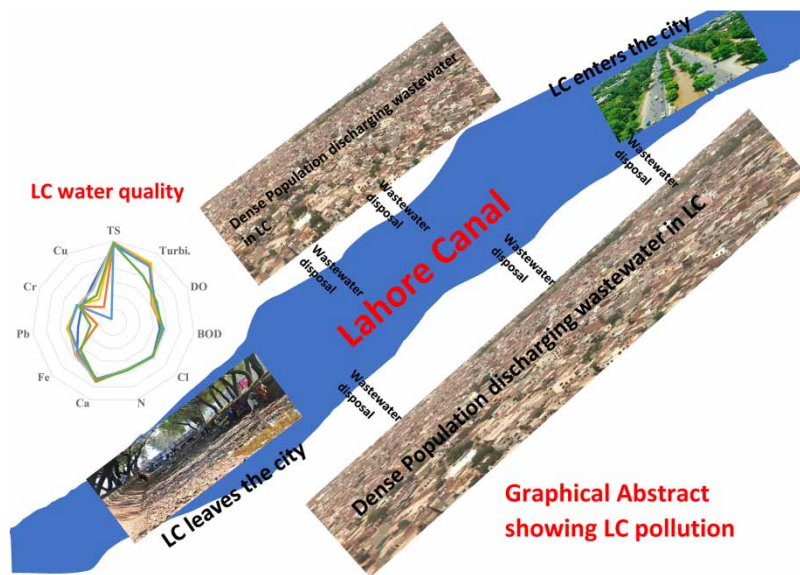 LC enters the city
Dense Population discharging wastewater
in LC
Wastewater
disposal
Wastewater
disposal
LC water quality
TS
Turbi.
DO
BOD
Cl
N
Ca
Fe
Pb
Cr
Cu
Lahore Canal
Wastewater
disposal
Wastewater
disposal
Wastewater
disposal
Dense Population discharging wastewater in LC
LC leaves the city
Graphical Abstract
showing LC pollution